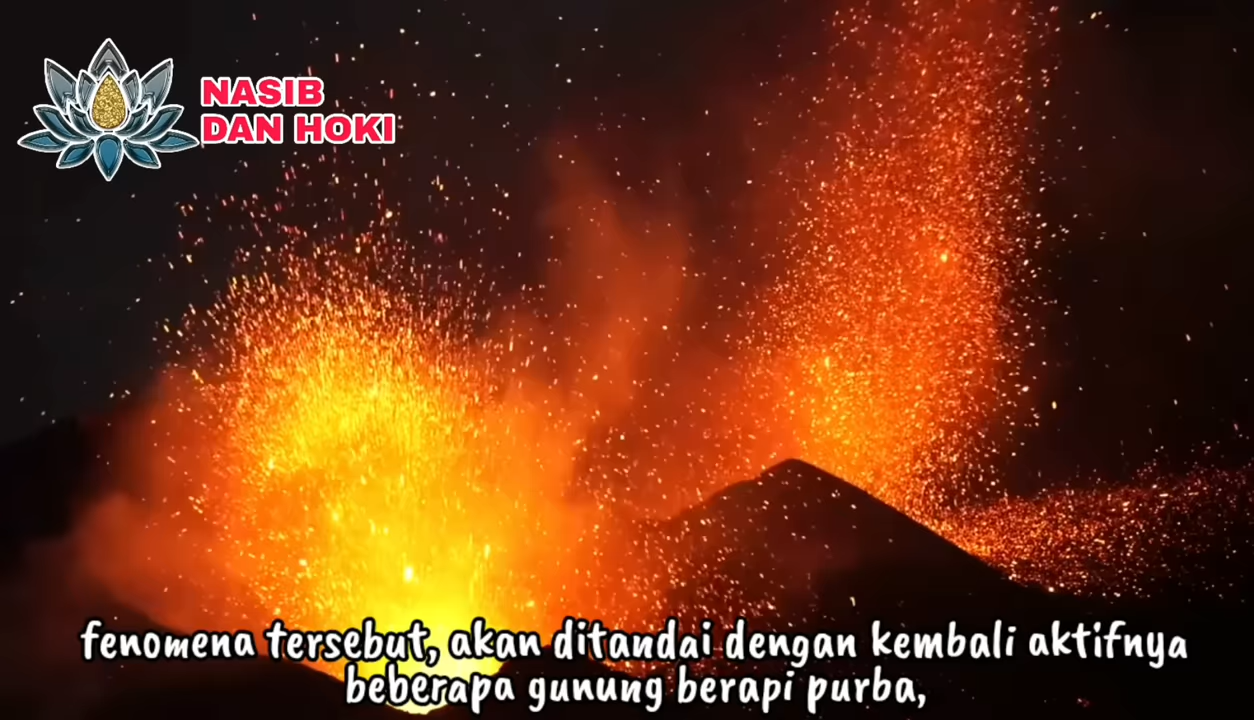 NASIB
DAN HOKI
fenomena tersebut, akan ditandai dengan kembali aktifnya
beberapa gunung berapi purba,